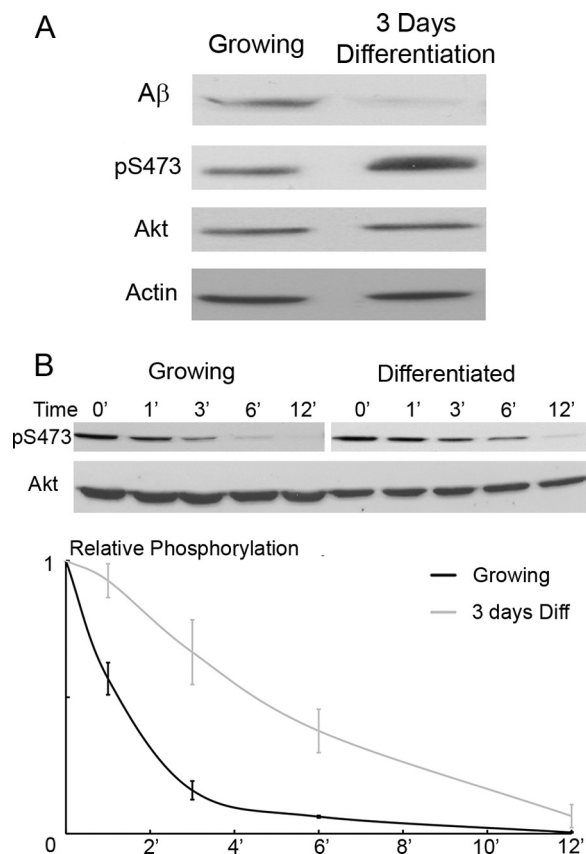 A
Growing
3 Days
Differentiation
Aβ
pS473
Akt
Actin
B
Growing Differentiated
Time 0’ 1’ 3’ 6’ 12’ 0’ 1’ 3’ 6’ 12’
pS473
Akt
Relative Phosphorylation
1
Growing
3 days Diff
0 2’ 4’ 6’ 8’ 10’ 12’